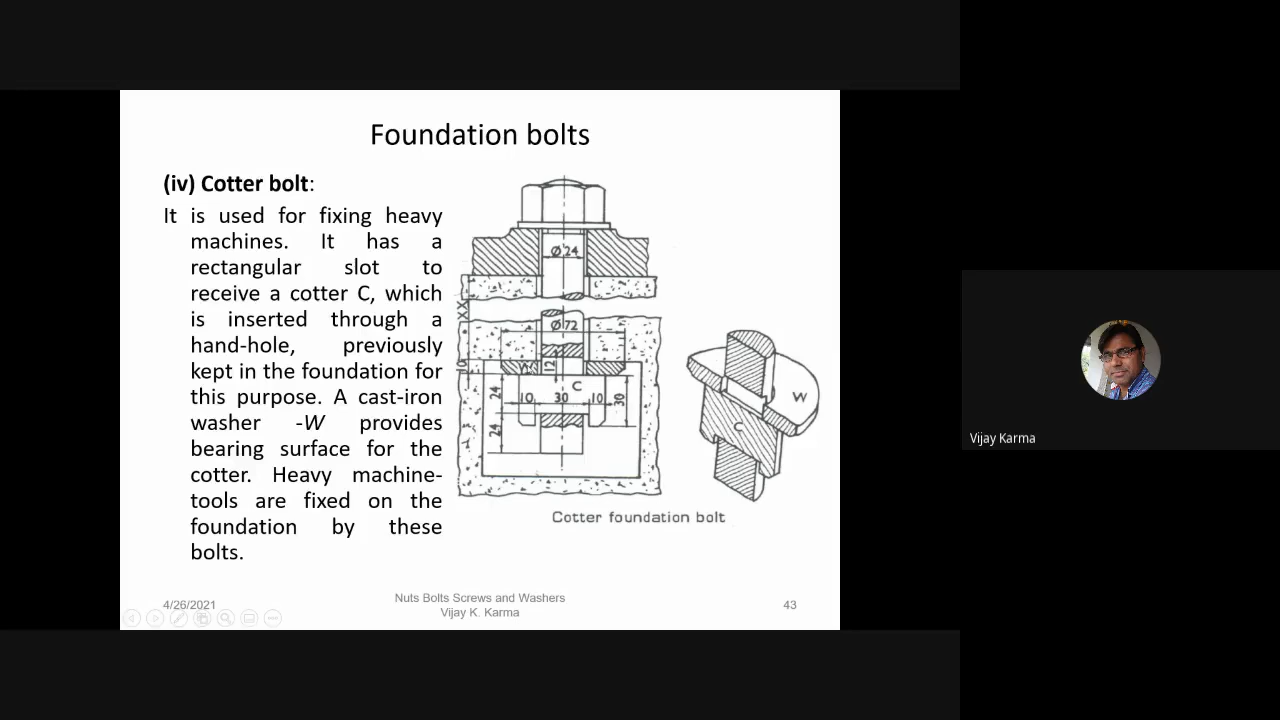 Foundation bolts
(iv) Cotter bolt:
It is used for fixing heavy
machines. It has a
rectangular slot to
receive a cotter C, which
is inserted through a
hand-hole, previously
kept in the foundation for
this purpose. A cast-iron
washer -W provides
bearing surface for the
cotter. Heavy machine-
tools are fixed on the
foundation by these
bolts.
Ø24
XX
Ø72
10
12
C
24
10 30 10
30
24
W
C
Cotter foundation bolt
4/26/2021
Nuts Bolts Screws and Washers
Vijay K. Karma
43
Vijay Karma